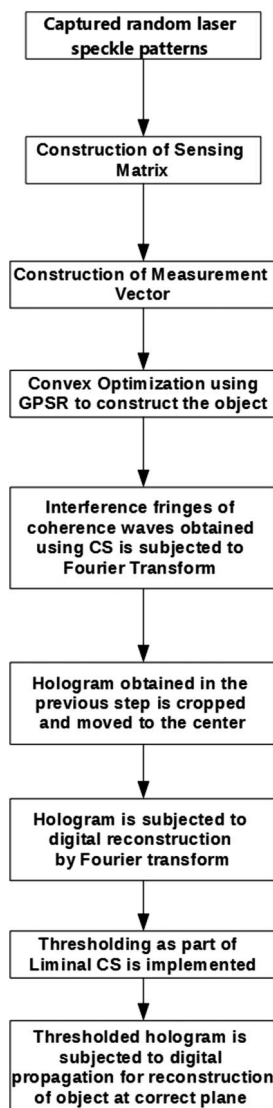 Captured random laser
speckle patterns
Construction of Sensing
Matrix
Construction of Measurement
Vector
Convex Optimization using
GPSR to construct the object
Interference fringes of
coherence waves obtained
using CS is subjected to
Fourier Transform
Hologram obtained in the
previous step is cropped
and moved to the center
Hologram is subjected to
digital reconstruction
by Fourier transform
Thresholding as part of
Liminal CS is implemented
Thresholded hologram is
subjected to digital
propagation for reconstruction
of object at correct plane